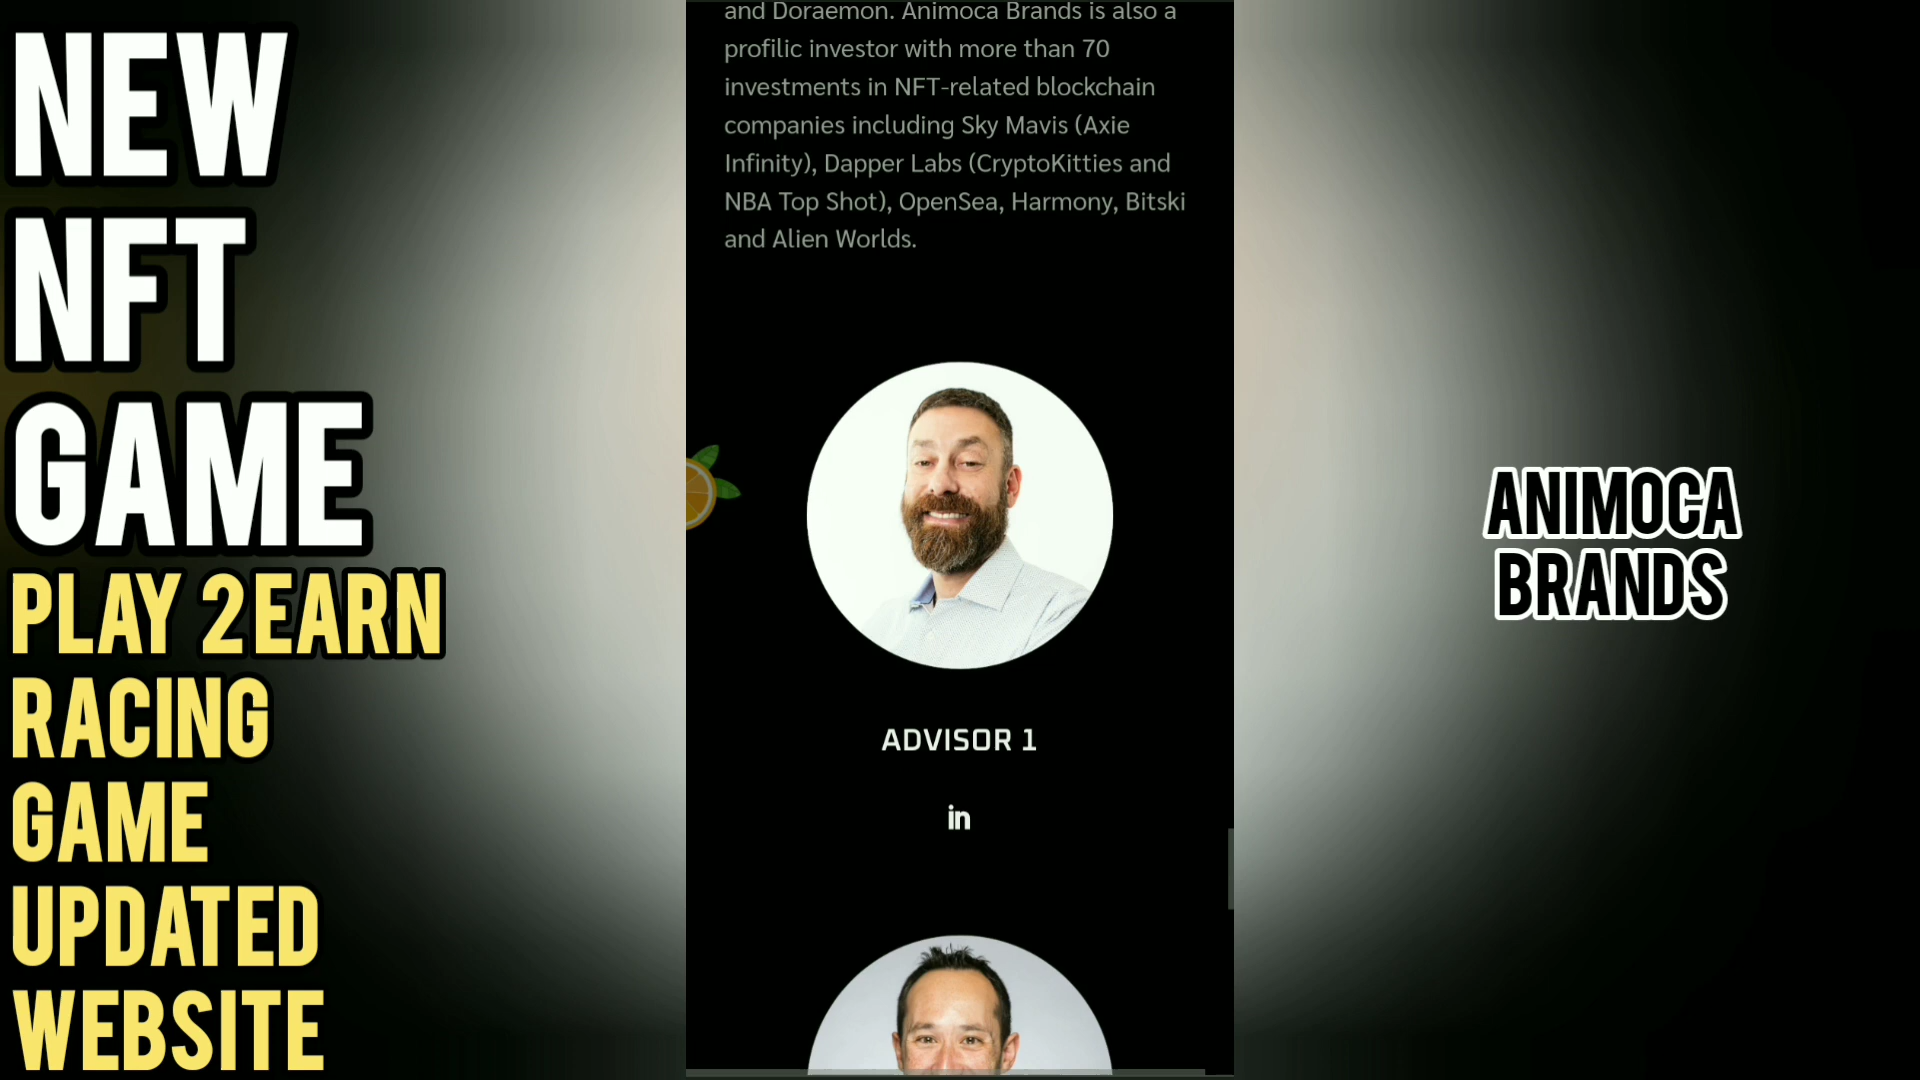 NEW
NFT
GAME
PLAY 2 EARN
RACING
GAME
UPDATED
WEBSITE
and Doraemon. Animoca Brands is also a
profilic investor with more than 70
investments in NFT-related blockchain
companies including Sky Mavis (Axie
Infinity), Dapper Labs (CryptoKitties and
NBA Top Shot), OpenSea, Harmony, Bitski
and Alien Worlds.
ADVISOR 1
in
ANIMOCA
BRANDS